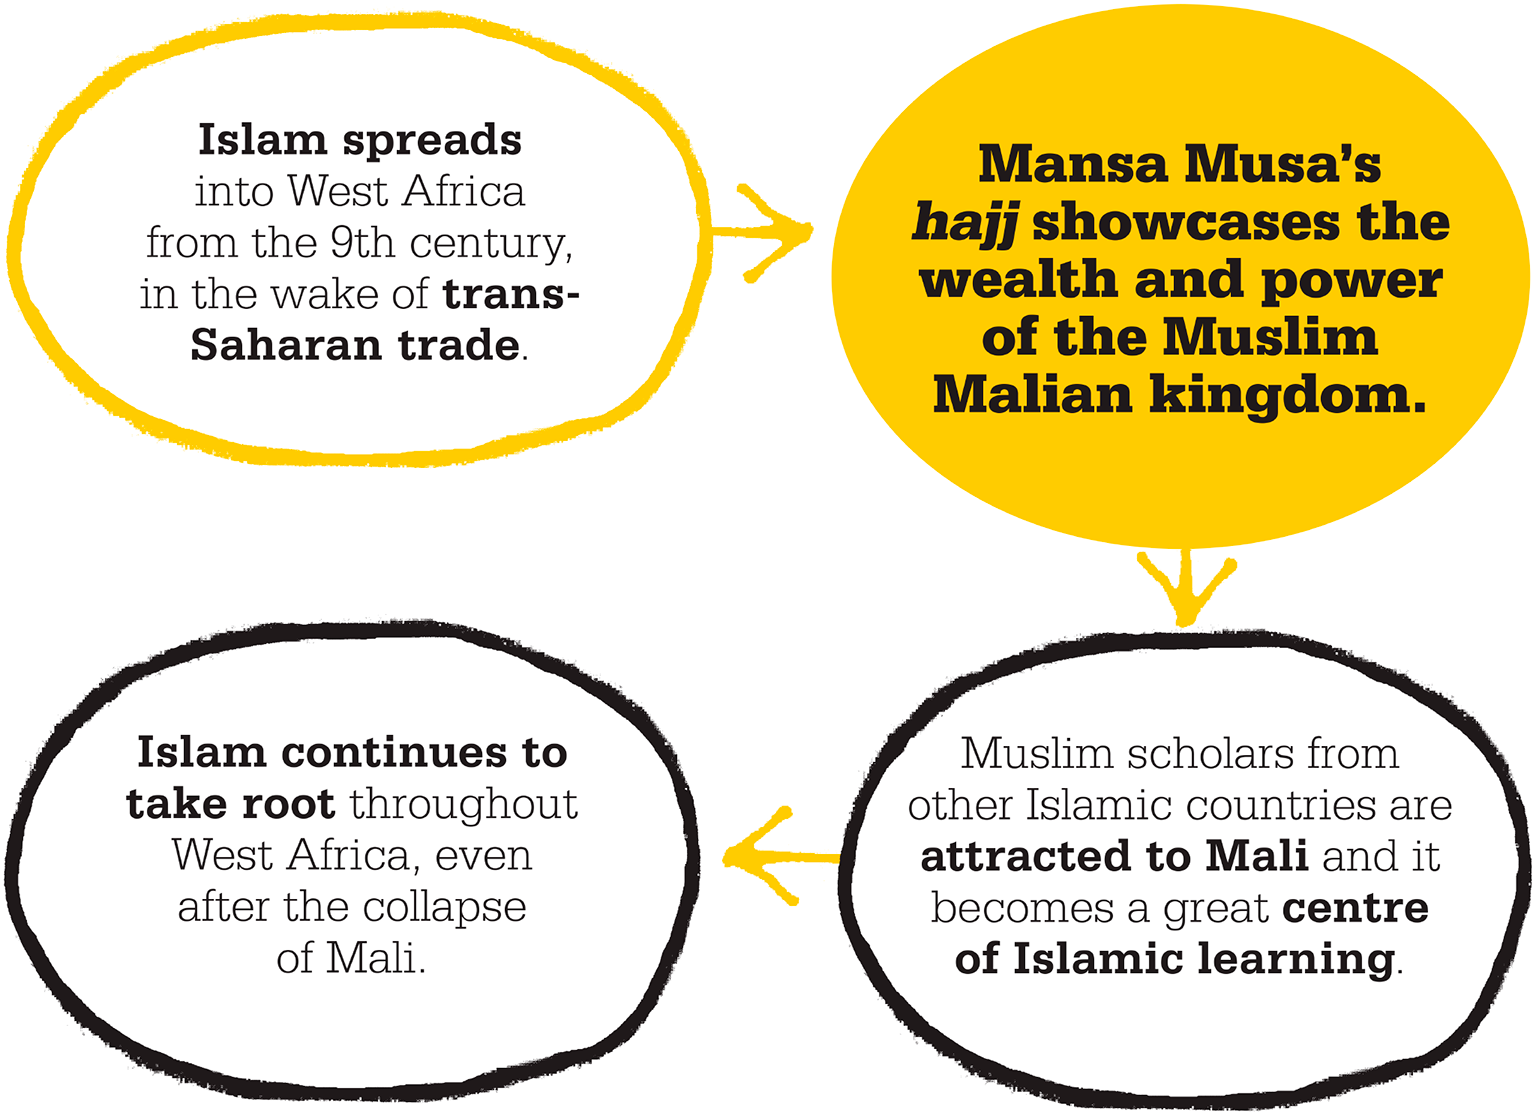 Islam spreads
into West Africa
from the 9th century,
in the wake of trans-
Saharan trade.
Mansa Musa’s
hajj showcases the
wealth and power
of the Muslim
Malian kingdom.
Muslim scholars from
other Islamic countries are
attracted to Mali and it
becomes a great centre
of Islamic learning.
Islam continues to
take root throughout
West Africa, even
after the collapse
of Mali.